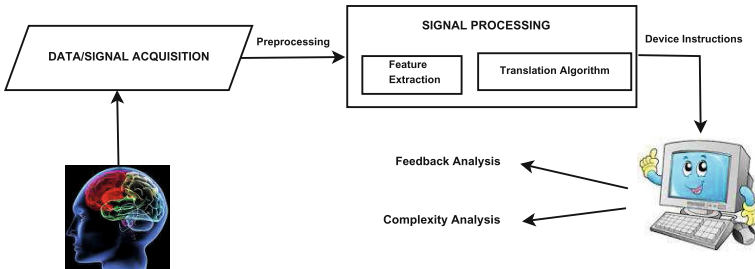 SIGNAL PROCESSING
DATA/SIGNAL ACQUISITION
Preprocessing
Device Instructions
Feature
Extraction
Translation Algorithm
Feedback Analysis
Complexity Analysis